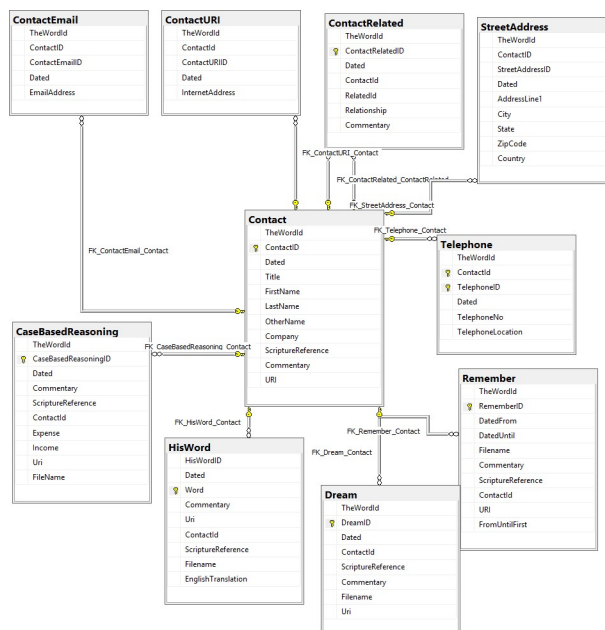 ContactEmail
TheWordId
ContactID
ContactEmailID
Dated
EmailAddress
ContactURI
TheWordId
ContactId
ContactURIID
Dated
InternetAddress
ContactRelated
TheWordId
ContactRelatedID
Dated
ContactId
RelatedId
Relationship
Commentary
StreetAddress
TheWordId
ContactID
StreetAddressID
Dated
AddressLine1
City
State
ZipCode
Country
FK_ContactURI_Contact
FK_ContactRelated_ContactRelated
FK_StreetAddress_Contact
FK_Telephone_Contact
FK_ContactEmail_Contact
Contact
TheWordId
ContactID
Dated
Title
FirstName
LastName
OtherName
Company
ScriptureReference
Commentary
URI
Telephone
TheWordId
ContactId
TelephoneID
Dated
TelephoneNo
TelephoneLocation
CaseBasedReasoning
TheWordId
CaseBasedReasoningID
Dated
Commentary
ScriptureReference
ContactId
Expense
Income
Uri
FileName
FK_CaseBasedReasoning_Contact
FK_HisWord_Contact
FK_Remember_Contact
FK_Dream_Contact
Remember
TheWordId
RememberID
DatedFrom
DatedUntil
Filename
Commentary
ScriptureReference
ContactId
URI
FromUntilFirst
HisWord
HisWordID
Dated
Word
Commentary
Uri
ContactId
ScriptureReference
Filename
EnglishTranslation
Dream
TheWordId
DreamID
Dated
ContactId
ScriptureReference
Commentary
Filename
Uri